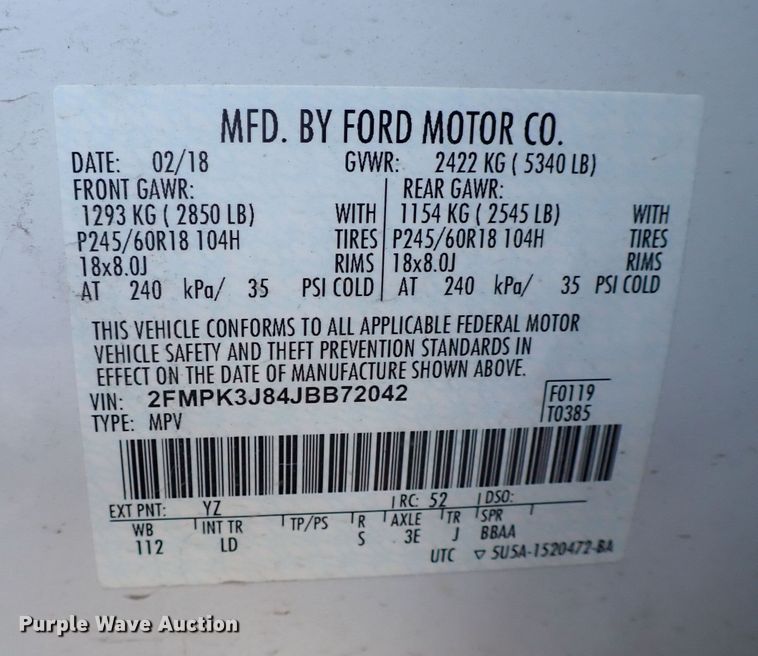 MFD. BY FORD MOTOR CO.
DATE: 02/18 GVWR: 2422 KG ( 5340 LB)
FRONT GAWR: REAR GAWR:
1293 KG ( 2850 LB) WITH 1154 KG ( 2545 LB) WITH
P245/60R18 104H TIRES P245/60R18 104H TIRES
18x8.0J RIMS 18x8.0J RIMS
AT 240 kPa/ 35 PSI COLD AT 240 kPa/ 35 PSI COLD
THIS VEHICLE CONFORMS TO ALL APPLICABLE FEDERAL MOTOR
VEHICLE SAFETY AND THEFT PREVENTION STANDARDS IN
EFFECT ON THE DATE OF MANUFACTURE SHOWN ABOVE.
VIN: 2FMPK3J84JBB72042 F0119
TYPE: MPV T0385
EXT PNT: YZ RC: 52 DSO:
WB INT TR TP/PS R AXLE TR SPR
112 LD S 3E J BBAA
UTC ▽ 5U5A-1520472-BA
Purple Wave Auction